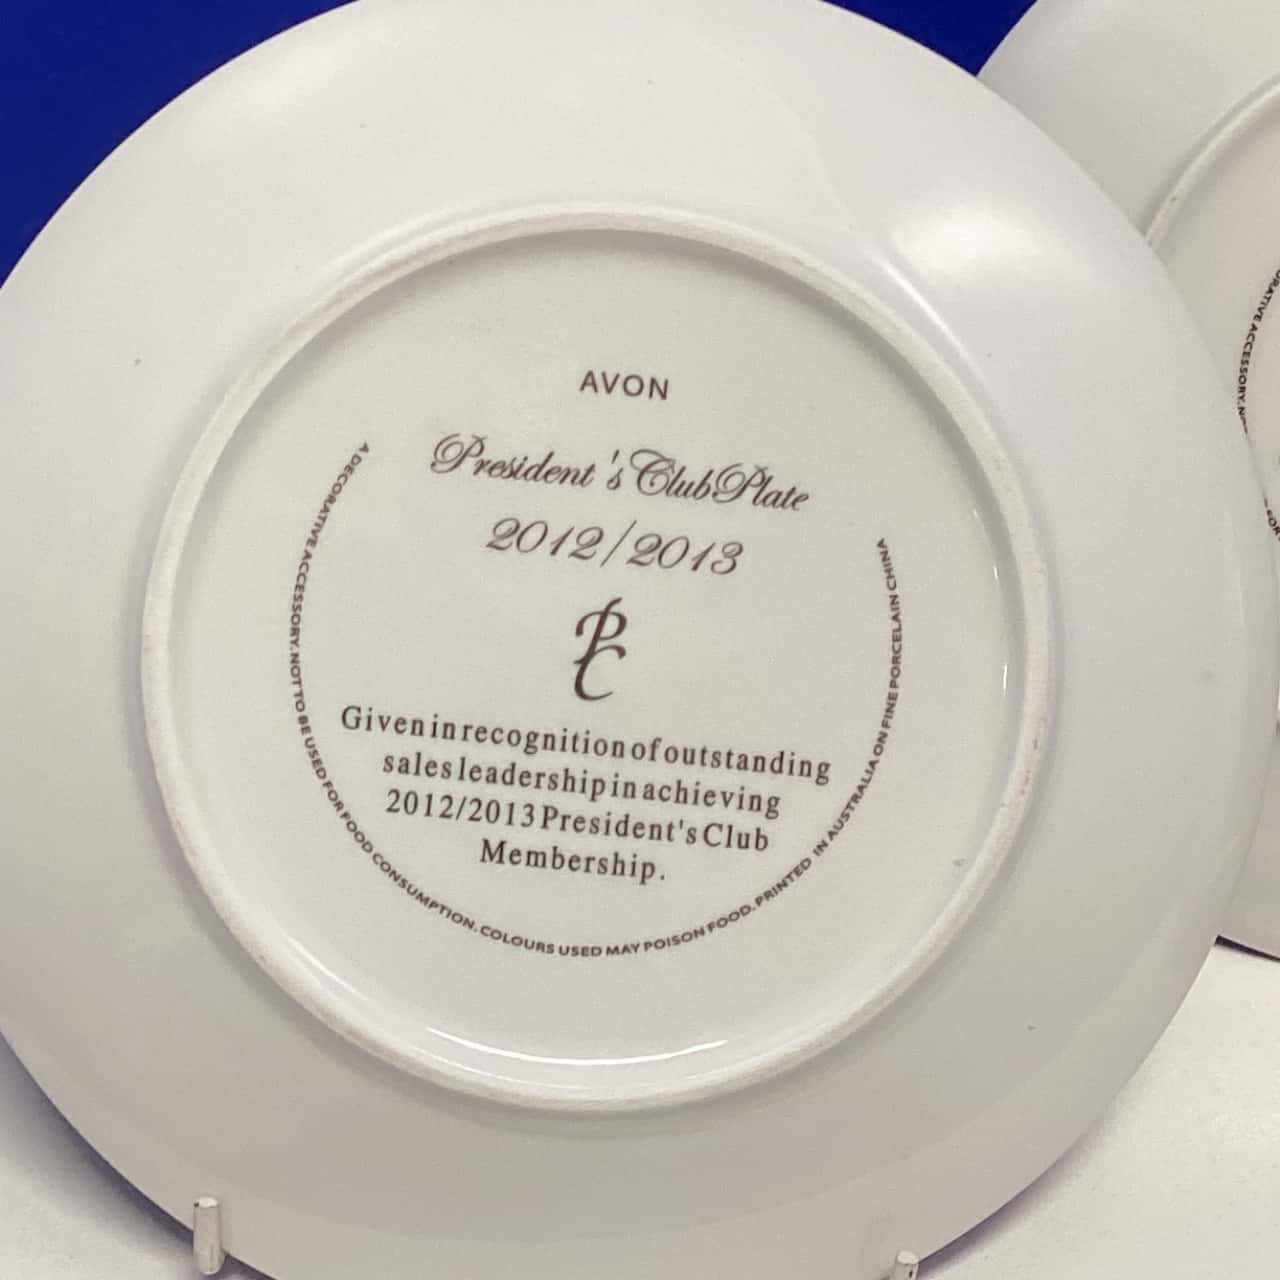 AVON
President's Club Plate
2012/2013
PC
Given in recognition of outstanding
sales leadership in achieving
2012/2013 President's Club
Membership.
A DECORATIVE ACCESSORY. NOT TO BE USED FOR FOOD CONSUMPTION. COLOURS USED MAY POISON FOOD. PRINTED IN AUSTRALIA ON FINE PORCELAIN CHINA
ACCESSORY.